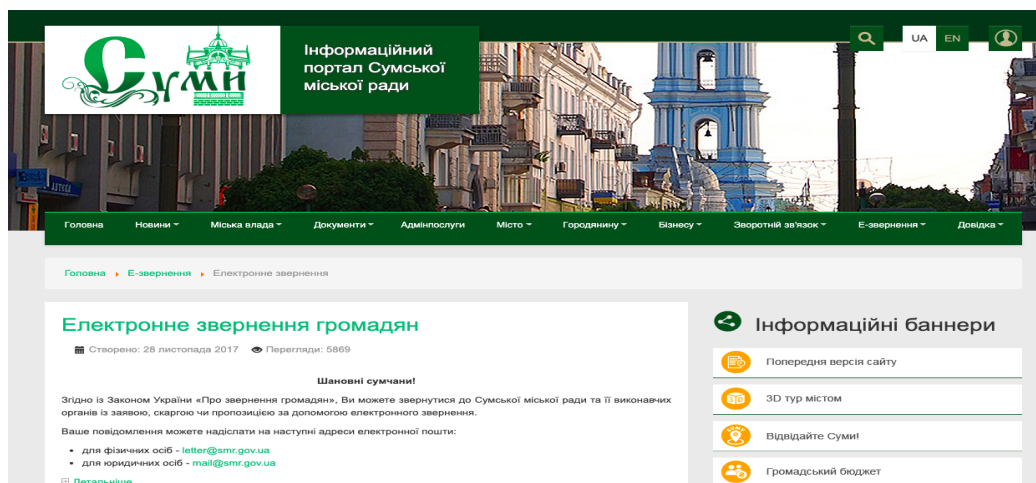 Суми
Інформаційний
портал Сумської
міської ради
UA EN
АПТЕКА
Головна Новини Міська влада Документи Адмінпослуги Місто Городянину Бізнесу Зворотній зв'язок Е-звернення Довідка
Головна Е-звернення Електронне звернення
Електронне звернення громадян
Створено: 28 листопада 2017 Перегляди: 5869
Шановні сумчани!
Згідно із Законом України «Про звернення громадян», Ви можете звернутися до Сумської міської ради та її виконавчих
органів із заявою, скаргою чи пропозицією за допомогою електронного звернення.
Ваше повідомлення можете надіслати на наступні адреси електронної пошти:
• для фізичних осіб - letter@smr.gov.ua
• для юридичних осіб - mail@smr.gov.ua
Детальніше
Інформаційні баннери
Попередня версія сайту
3D тур містом
Відвідайте Суми!
Громадський бюджет